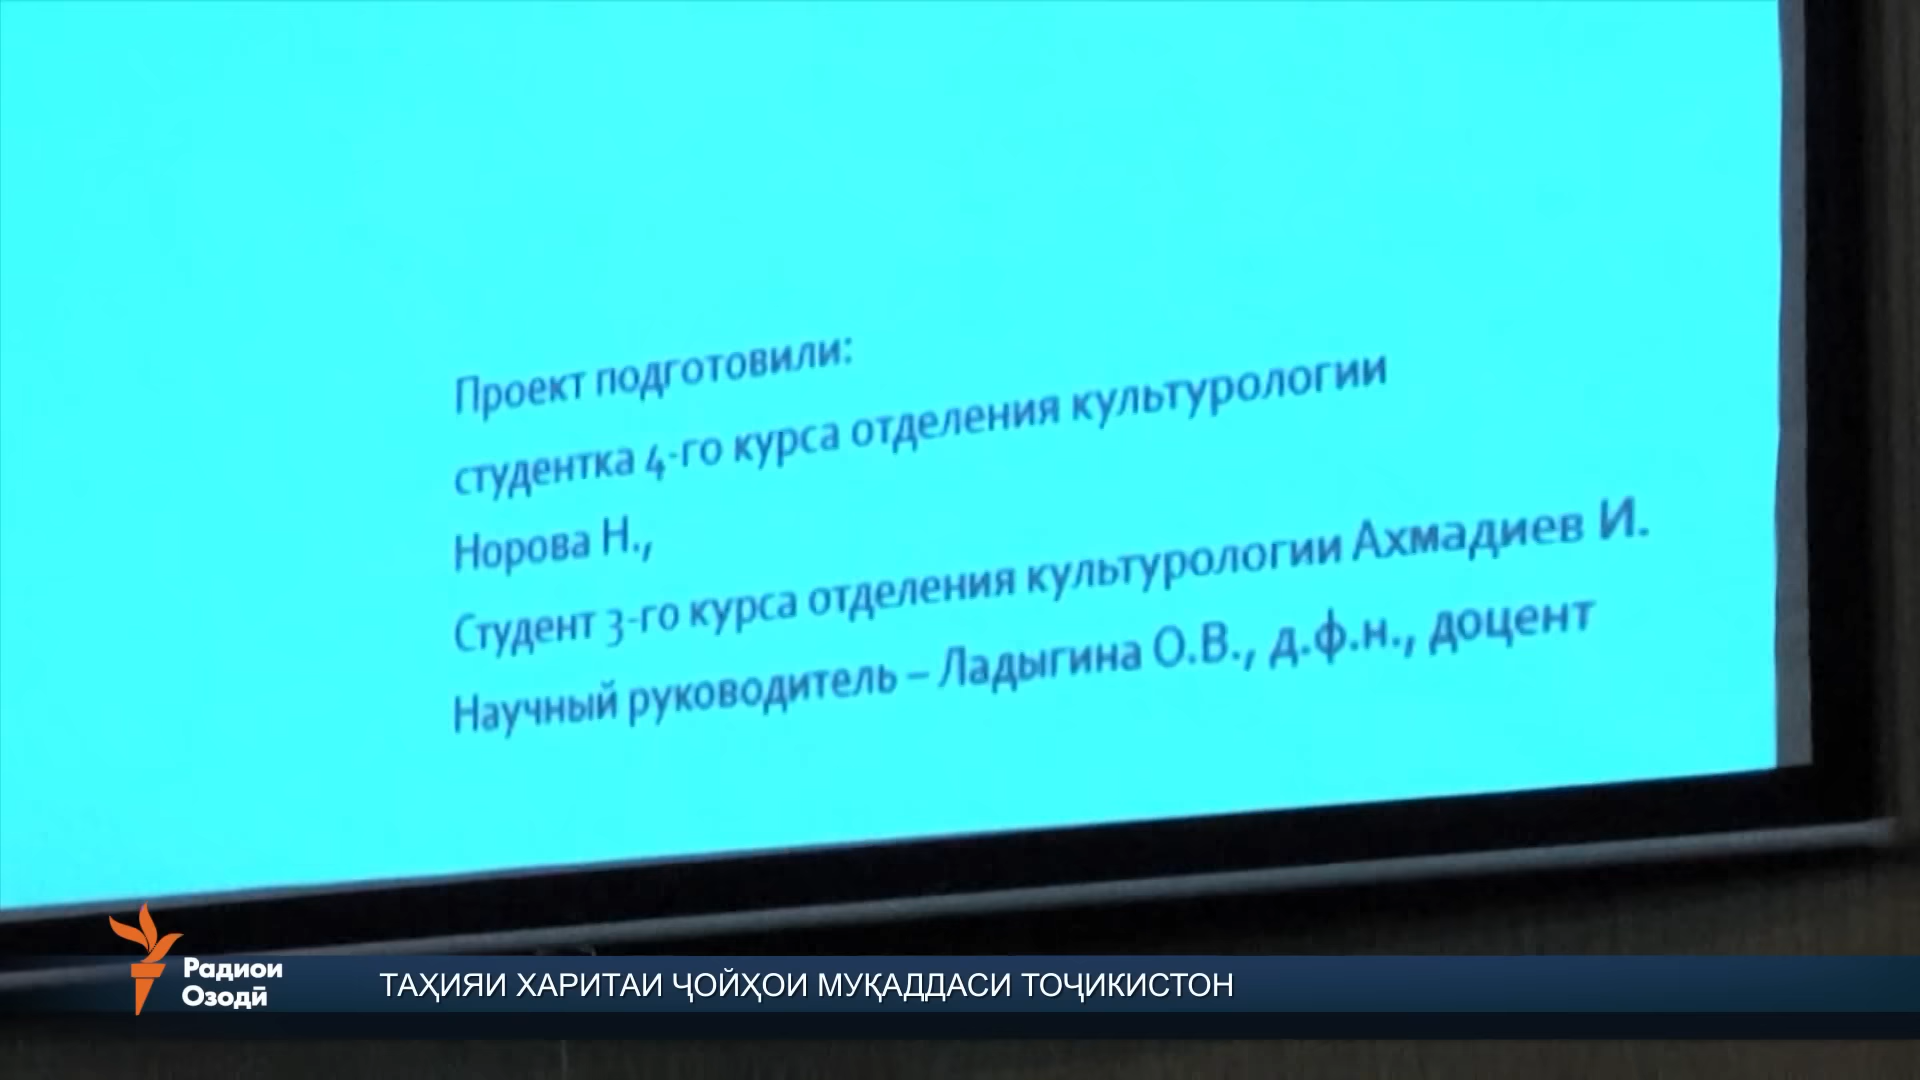 Проект подготовили:
студентка 4-го курса отделения культурологии
Норова Н.,
Студент 3-го курса отделения культурологии Ахмадиев И.
Научный руководитель – Ладыгина О.В., д.ф.н., доцент
Радиои
Озодӣ
ТАҲИЯИ ХАРИТАИ ҶОЙҲОИ МУҚАДДАСИ ТОҶИКИСТОН